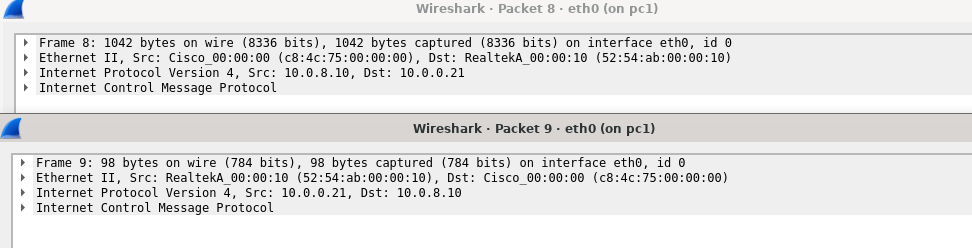 Wireshark · Packet 8 · eth0 (on pc1)
Frame 8: 1042 bytes on wire (8336 bits), 1042 bytes captured (8336 bits) on interface eth0, id 0
Ethernet II, Src: Cisco_00:00:00 (c8:4c:75:00:00:00), Dst: RealtekA_00:00:10 (52:54:ab:00:00:10)
Internet Protocol Version 4, Src: 10.0.8.10, Dst: 10.0.0.21
Internet Control Message Protocol
Wireshark · Packet 9 · eth0 (on pc1)
Frame 9: 98 bytes on wire (784 bits), 98 bytes captured (784 bits) on interface eth0, id 0
Ethernet II, Src: RealtekA_00:00:10 (52:54:ab:00:00:10), Dst: Cisco_00:00:00 (c8:4c:75:00:00:00)
Internet Protocol Version 4, Src: 10.0.0.21, Dst: 10.0.8.10
Internet Control Message Protocol